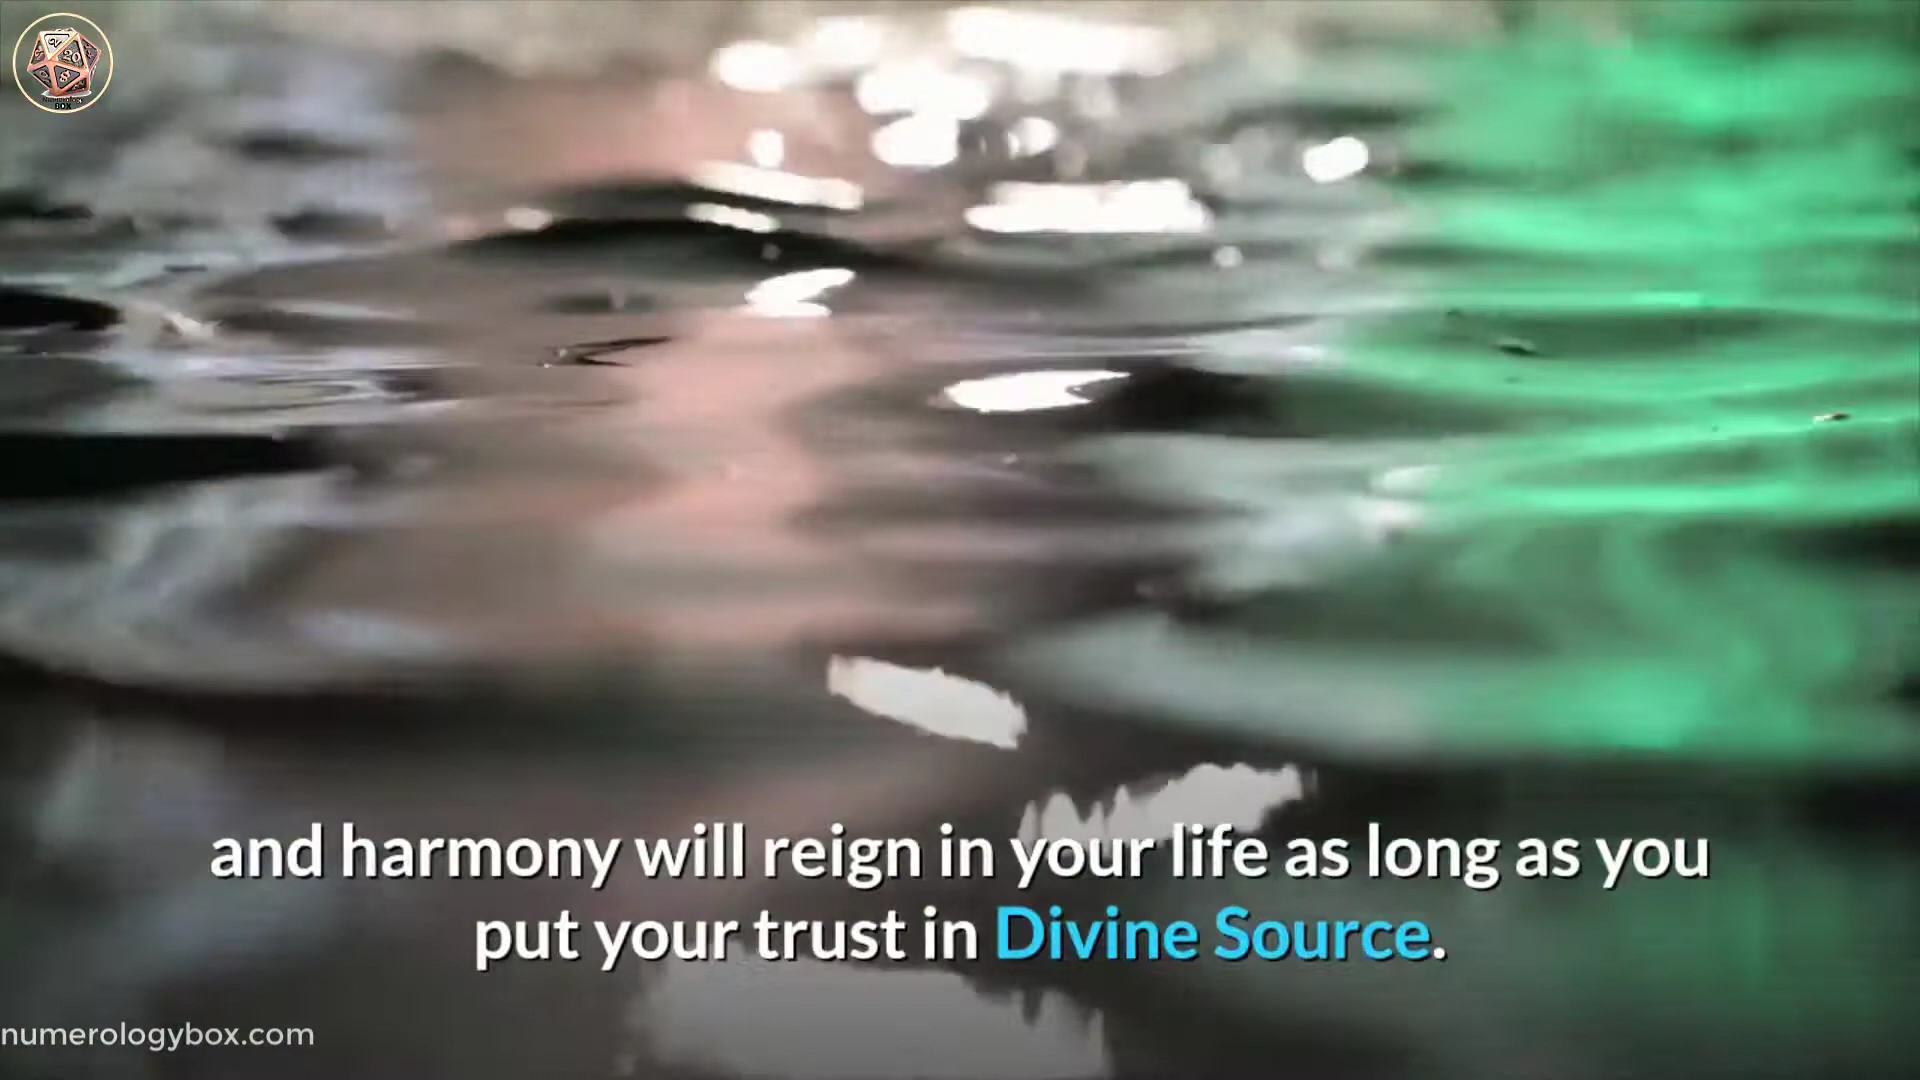 20
and harmony will reign in your life as long as you
put your trust in Divine Source.
numerologybox.com